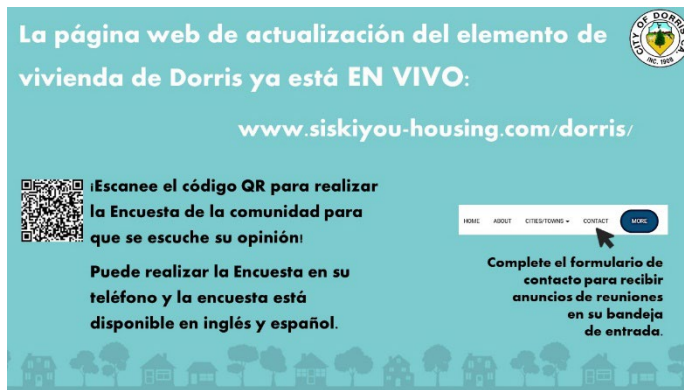 La página web de actualización del elemento de
vivienda de Dorris ya está EN VIVO:
CITY OF DORRIS CA.
INC. 1908
www.siskiyou-housing.com/dorris/
¡Escanee el código QR para realizar
la Encuesta de la comunidad para
que se escuche su opinión!
Puede realizar la Encuesta en su
teléfono y la encuesta está
disponible en inglés y español.
HOME ABOUT CITIES/TOWNS CONTACT MORE
Complete el formulario de
contacto para recibir
anuncios de reuniones
en su bandeja
de entrada.